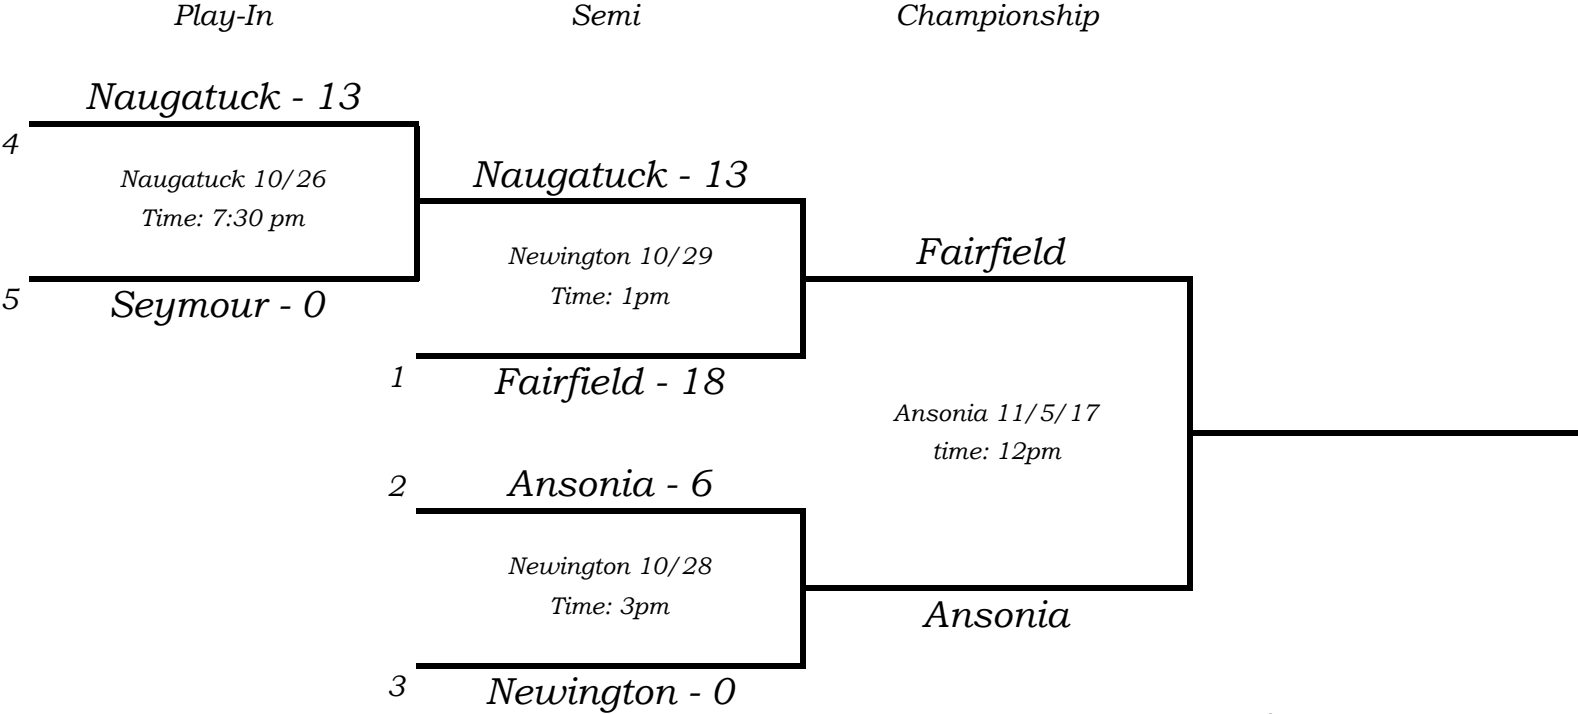 Play-In
Semi
Championship
Naugatuck - 13
4
Naugatuck 10/26
Time: 7:30 pm
5
Seymour - 0
Naugatuck - 13
Newington 10/29
Time: 1pm
1
Fairfield - 18
2
Ansonia - 6
Newington 10/28
Time: 3pm
3
Newington - 0
Fairfield
Ansonia 11/5/17
time: 12pm
Ansonia